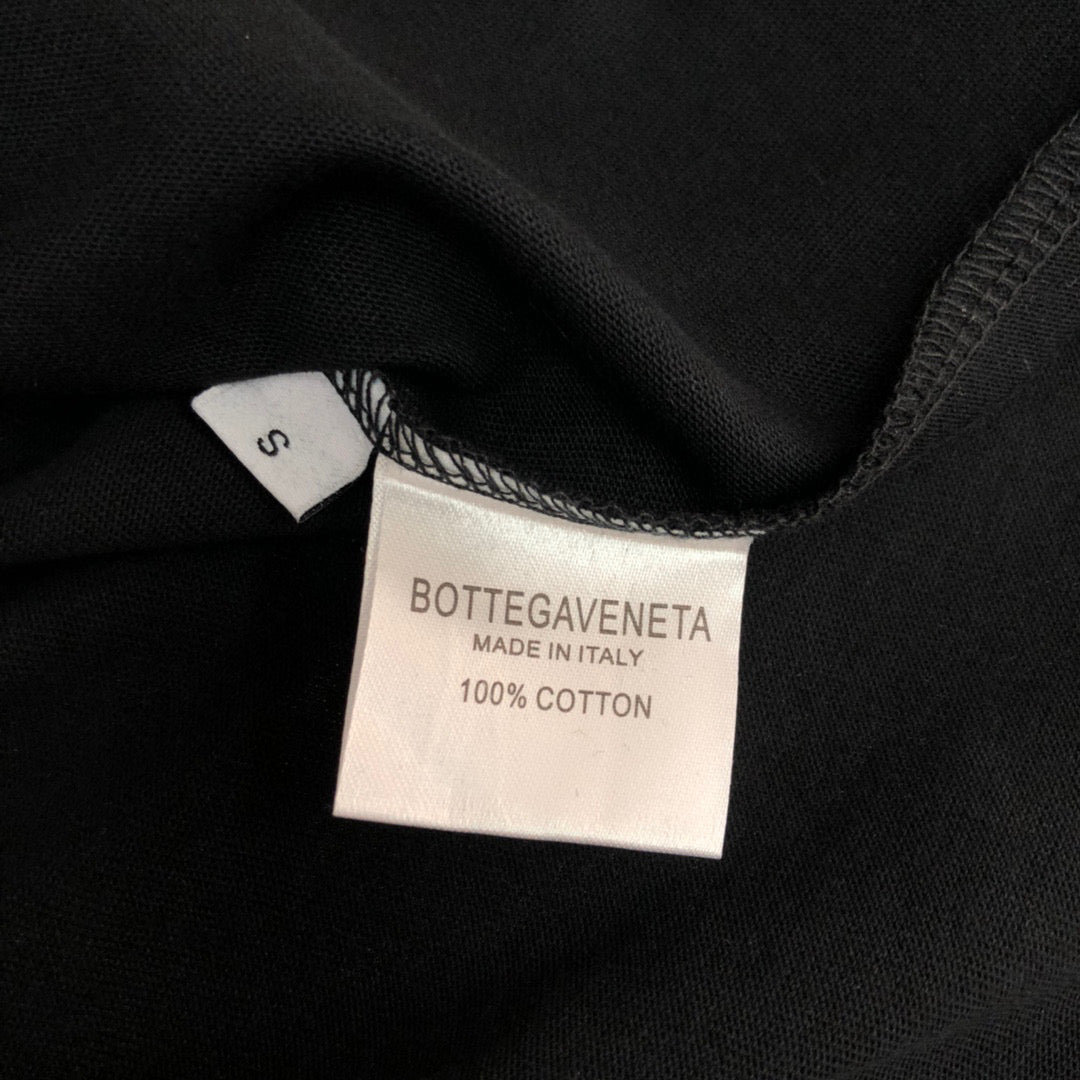 S
BOTTEGAVENETA
MADE IN ITALY
100% COTTON